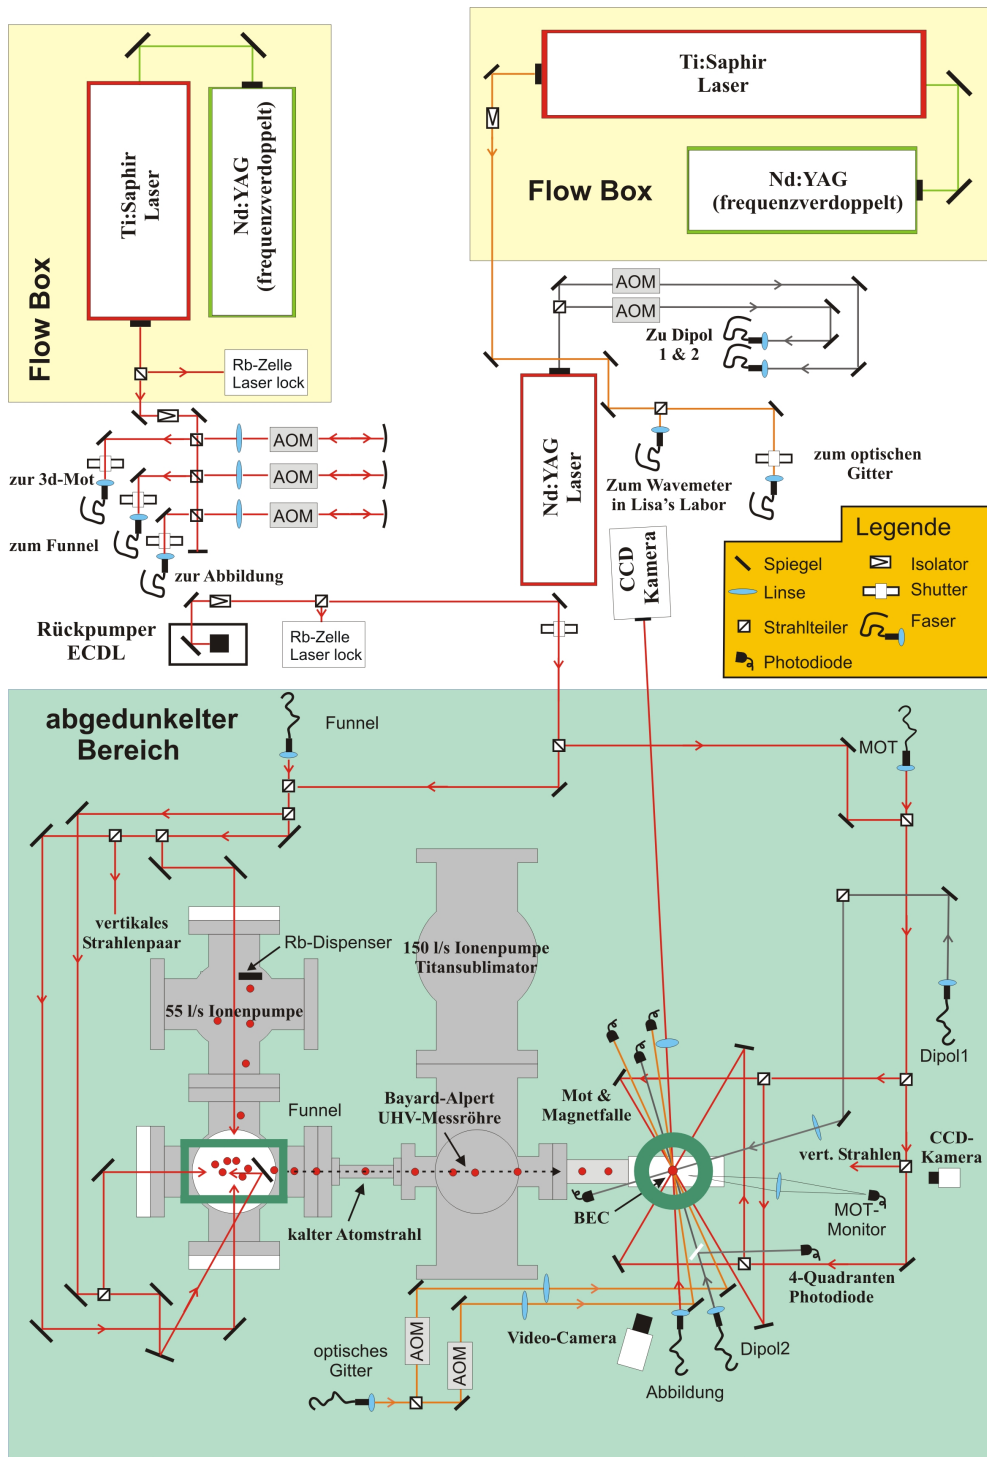 Ti:Saphir
Laser
Nd:YAG
(frequenzverdoppelt)
Flow Box
Ti:Saphir
Laser
Nd:YAG
(frequenzverdoppelt)
Flow Box
Rb-Zelle
Laser lock
AOM
AOM
Zu Dipol
1 & 2
AOM
AOM
AOM
zur 3d-Mot
zum Funnel
zur Abbildung
Nd:YAG
Laser
Zum Wavemeter
in Lisa's Labor
zum optischen
Gitter
CCD
Kamera
Legende
Spiegel
Isolator
Linse
Shutter
Strahlteiler
Faser
Photodiode
Rückpumper
ECDL
Rb-Zelle
Laser lock
abgedunkelter
Bereich
Funnel
MOT
vertikales
Strahlenpaar
Rb-Dispenser
55 l/s Ionenpumpe
150 l/s Ionenpumpe
Titansublimator
Dipol1
Funnel
Bayard-Alpert
UHV-Messröhre
Mot &
Magnetfalle
vert. Strahlen
CCD-
Kamera
kalter Atomstrahl
BEC
MOT-
Monitor
4-Quadranten
Photodiode
Video-Camera
Dipol2
Abbildung
optisches
Gitter
AOM
AOM